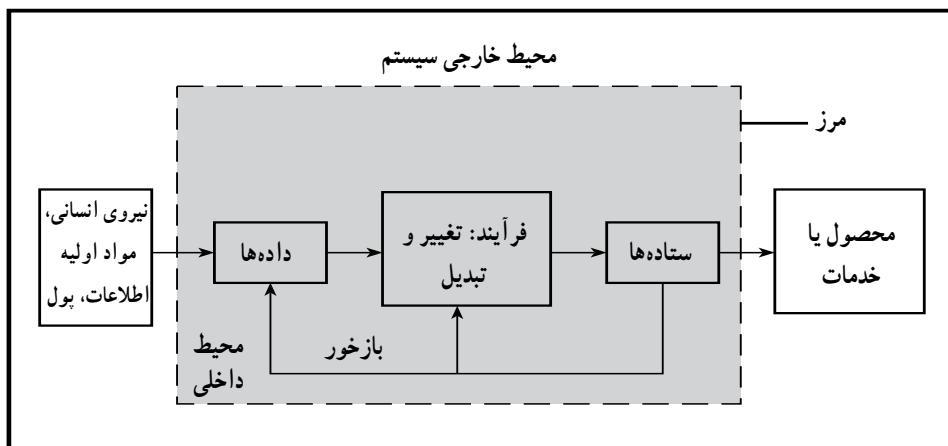 محیط خارجی سیستم
مرز
نیروی انسانی،
مواد اولیه
اطلاعات، پول
داده‌ها
فرآیند: تغییر و
تبدیل
ستاده‌ها
محصول یا
خدمات
بازخور
محیط
داخلی